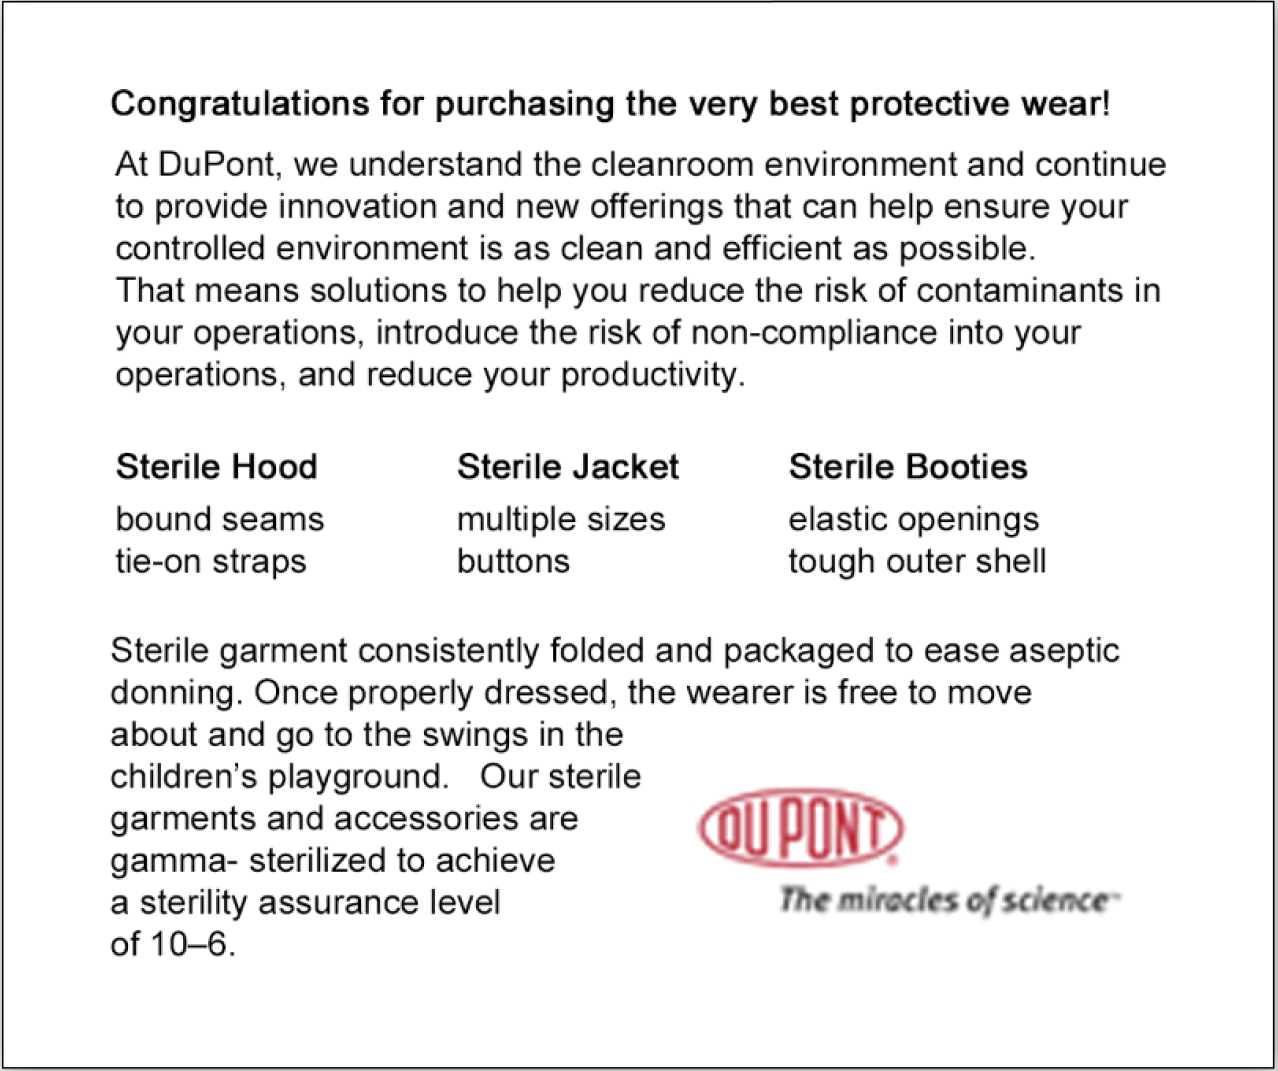 Congratulations for purchasing the very best protective wear!
At DuPont, we understand the cleanroom environment and continue
to provide innovation and new offerings that can help ensure your
controlled environment is as clean and efficient as possible.
That means solutions to help you reduce the risk of contaminants in
your operations, introduce the risk of non-compliance into your
operations, and reduce your productivity.
Sterile Hood Sterile Jacket Sterile Booties
bound seams multiple sizes elastic openings
tie-on straps buttons tough outer shell
Sterile garment consistently folded and packaged to ease aseptic
donning. Once properly dressed, the wearer is free to move
about and go to the swings in the
children’s playground.   Our sterile
garments and accessories are
gamma- sterilized to achieve
a sterility assurance level
of 10–6.
DUPONT®
The miracles of science™